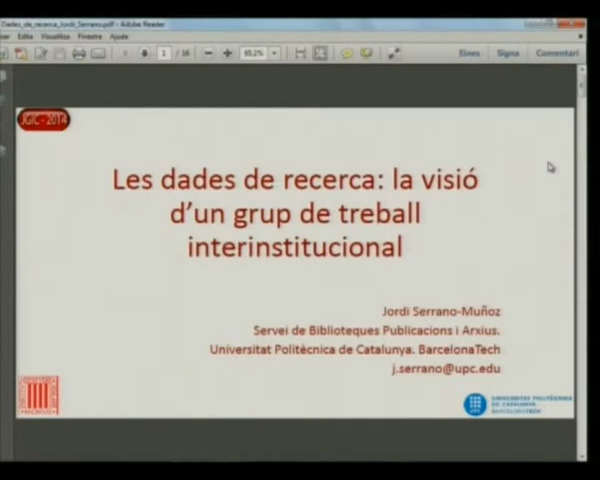 Dades_de_recerca_Jordi_Serrano.pdf - Adobe Reader
Edita Visualitza Finestra Ajuda
1 / 16 65,2% Eines Signa Comentari
JGIC - 2014
Les dades de recerca: la visió
d'un grup de treball
interinstitucional
Jordi Serrano-Muñoz
Servei de Biblioteques Publicacions i Arxius.
Universitat Politècnica de Catalunya. BarcelonaTech
j.serrano@upc.edu
UPC
UNIVERSITAT POLITÈCNICA
DE CATALUNYA
BARCELONATECH